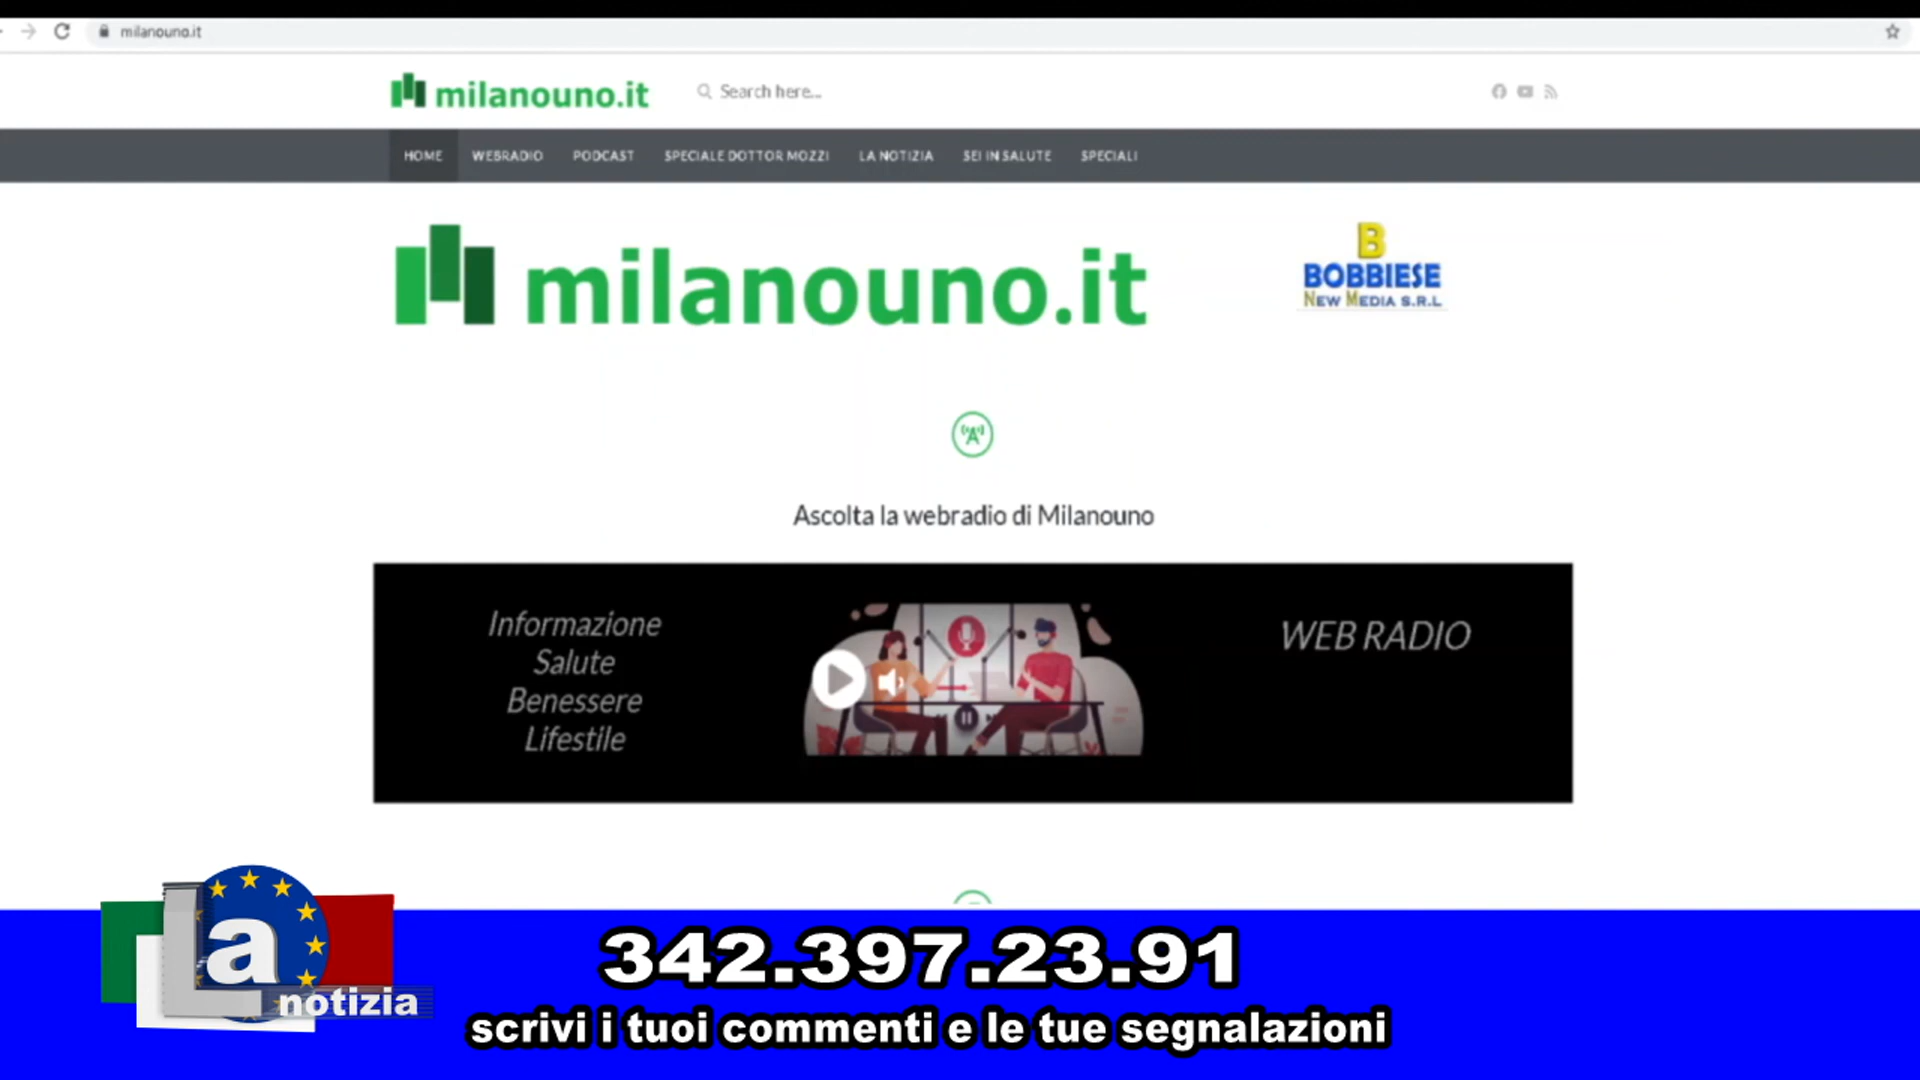 milanouno.it
milanouno.it
Search here...
HOME WEBRADIO PODCAST SPECIALE DOTTOR MOZZI LA NOTIZIA SEI IN SALUTE SPECIALI
milanouno.it
B
BOBBIESE
NEW MEDIA S.R.L
Ascolta la webradio di Milanouno
Informazione
Salute
Benessere
Lifestile
WEB RADIO
La
notizia
342.397.23.91
scrivi i tuoi commenti e le tue segnalazioni